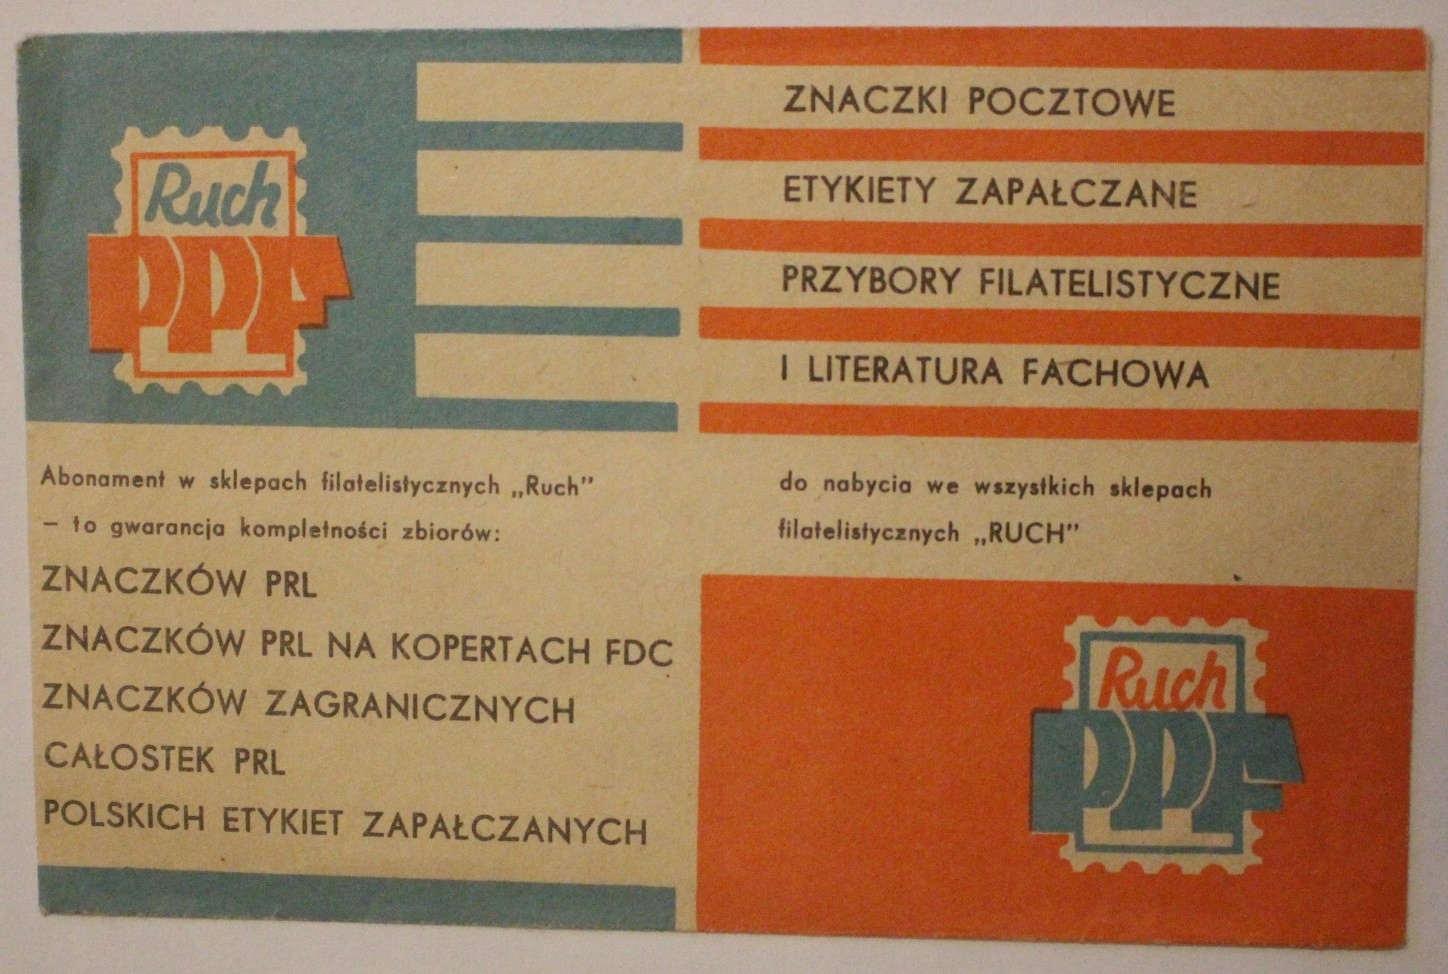 Ruch
PPF
Abonament w sklepach filatelistycznych „Ruch”
– to gwarancja kompletności zbiorów:
ZNACZKÓW PRL
ZNACZKÓW PRL NA KOPERTACH FDC
ZNACZKÓW ZAGRANICZNYCH
CAŁOSTEK PRL
POLSKICH ETYKIET ZAPAŁCZANYCH
ZNACZKI POCZTOWE
ETYKIETY ZAPAŁCZANE
PRZYBORY FILATELISTYCZNE
I LITERATURA FACHOWA
do nabycia we wszystkich sklepach
filatelistycznych „RUCH”
Ruch
PPF